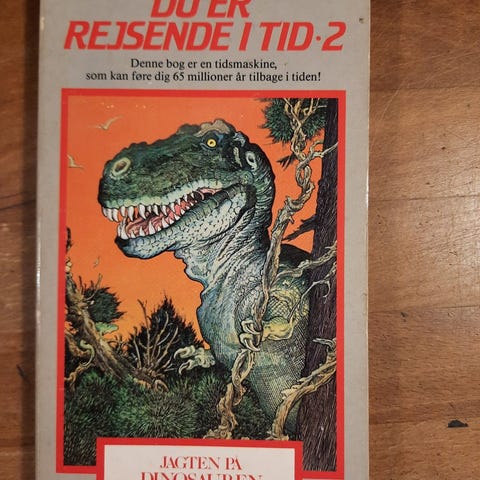 DU ER
REJSENDE I TID·2
Denne bog er en tidsmaskine,
som kan føre dig 65 millioner år tilbage i tiden!
JAGTEN PÅ
DINOSAUREN